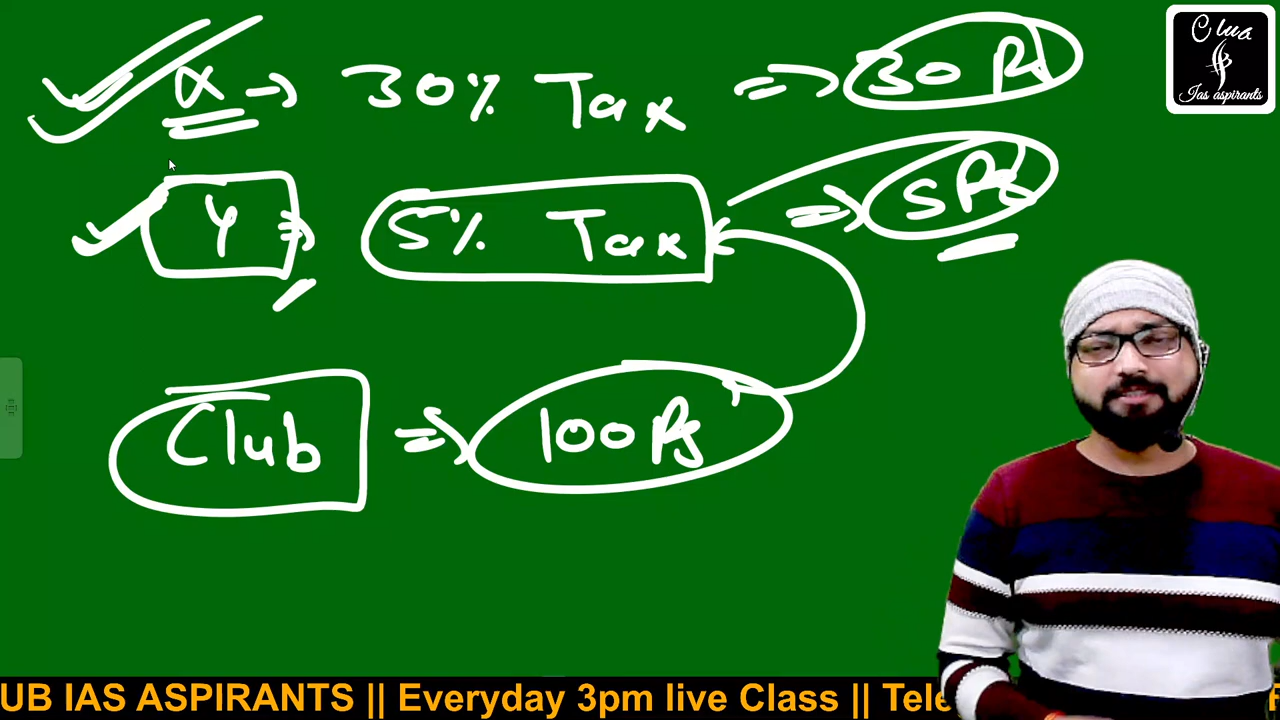 x → 30% Tax ⇒ 30 Rs
Y ⇒ 5% Tax ⇒ 5 Rs
Club ⇒ 100 Rs
Club
Ias aspirants
UB IAS ASPIRANTS || Everyday 3pm live Class || Tele